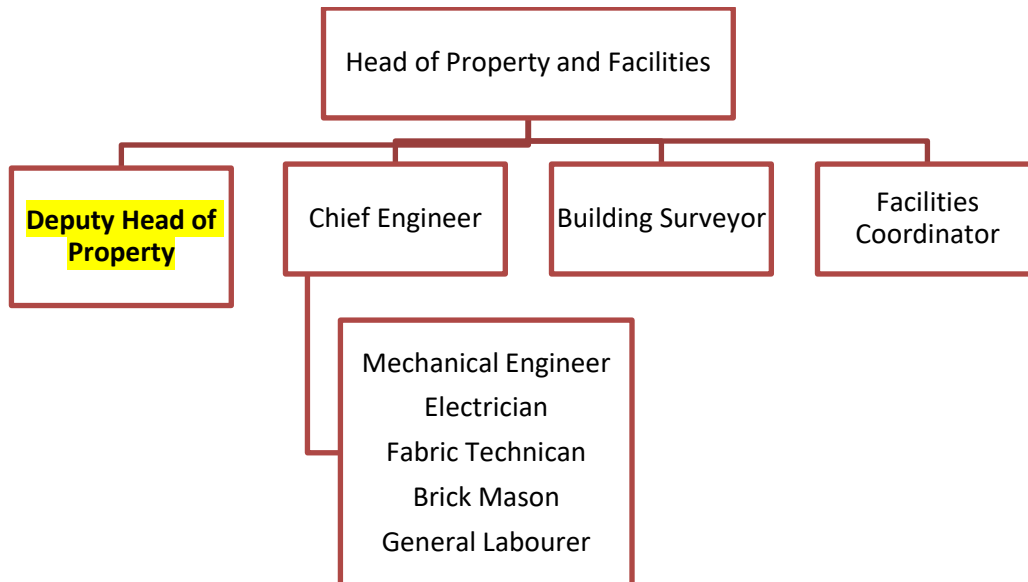 Head of Property and Facilities
Deputy Head of
Property
Chief Engineer
Building Surveyor
Facilities
Coordinator
Mechanical Engineer
Electrician
Fabric Technican
Brick Mason
General Labourer